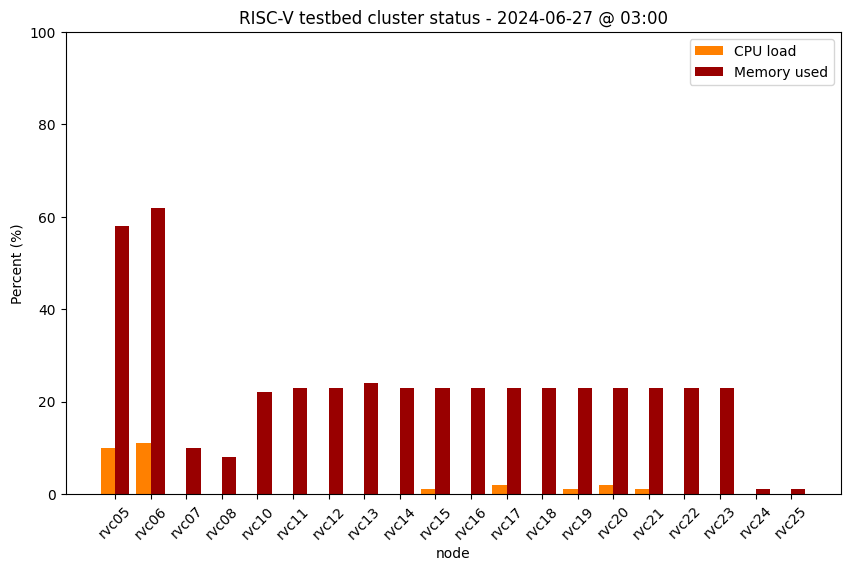 RISC-V testbed cluster status - 2024-06-27 @ 03:00
CPU load
Memory used
Percent (%)
100
80
60
40
20
0
rvc05
rvc06
rvc07
rvc08
rvc10
rvc11
rvc12
rvc13
rvc14
rvc15
rvc16
rvc17
rvc18
rvc19
rvc20
rvc21
rvc22
rvc23
rvc24
rvc25
node